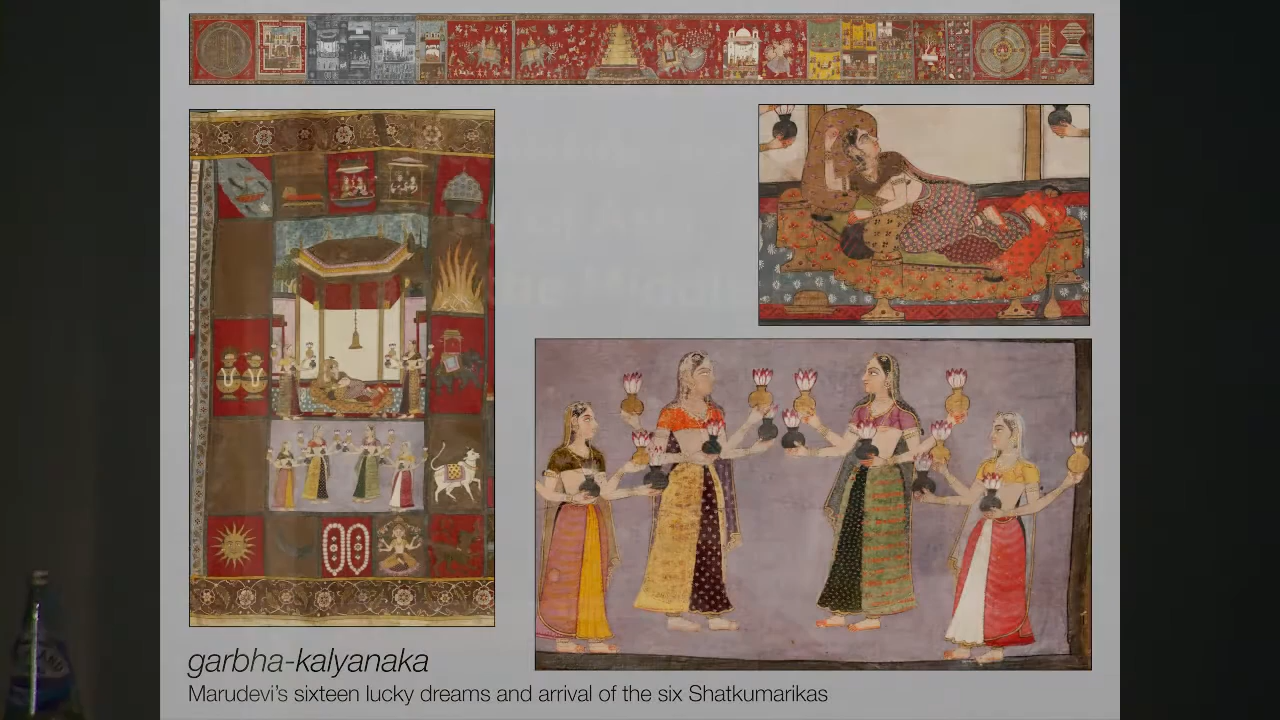 garbha-kalyanaka
Marudevi's sixteen lucky dreams and arrival of the six Shatkumarikas